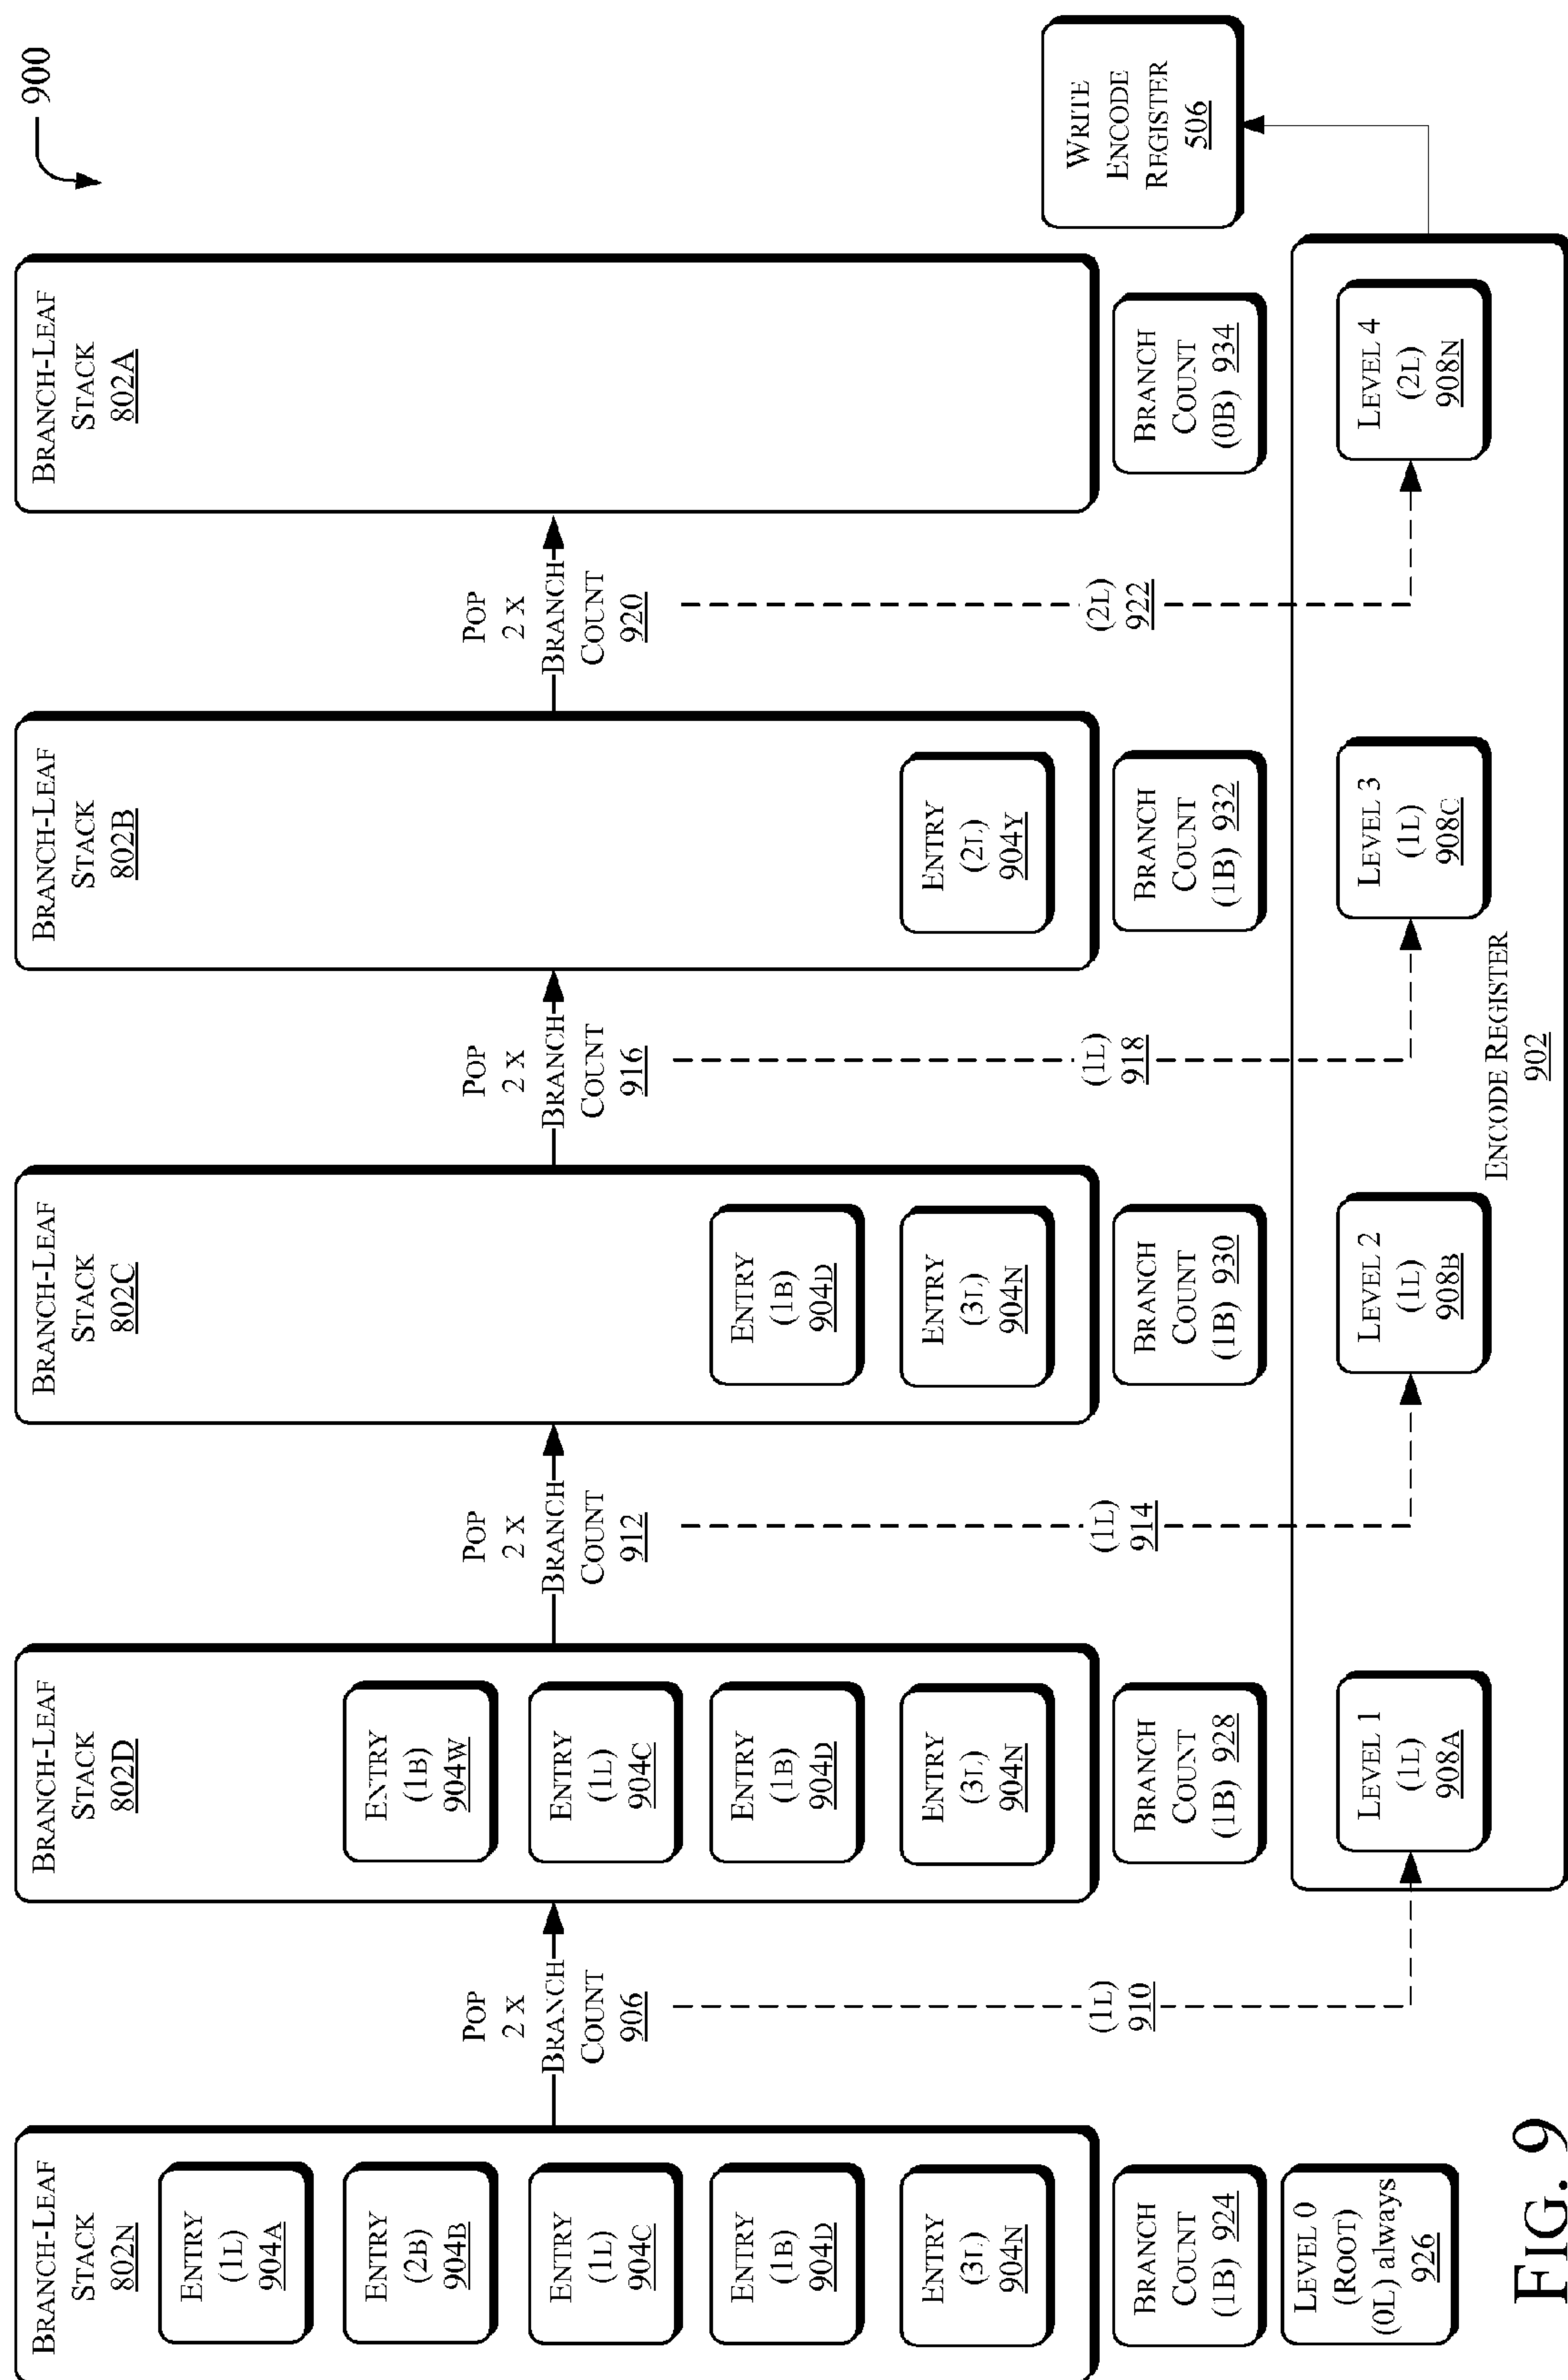 900
BRANCH-LEAF
STACK
802N
ENTRY
(1L)
904A
ENTRY
(2B)
904B
ENTRY
(1L)
904C
ENTRY
(1B)
904D
ENTRY
(3L)
904N
BRANCH
COUNT
(1B) 924
LEVEL 0
(ROOT)
(0L) always
926
POP
2 X
BRANCH
COUNT
906
(1L)
910
BRANCH-LEAF
STACK
802D
ENTRY
(1B)
904W
ENTRY
(1L)
904C
ENTRY
(1B)
904D
ENTRY
(3L)
904N
BRANCH
COUNT
(1B) 928
LEVEL 1
(1L)
908A
POP
2 X
BRANCH
COUNT
912
(1L)
914
BRANCH-LEAF
STACK
802C
ENTRY
(1B)
904D
ENTRY
(3L)
904N
BRANCH
COUNT
(1B) 930
LEVEL 2
(1L)
908B
POP
2 X
BRANCH
COUNT
916
(1L)
918
BRANCH-LEAF
STACK
802B
ENTRY
(2L)
904Y
BRANCH
COUNT
(1B) 932
LEVEL 3
(1L)
908C
POP
2 X
BRANCH
COUNT
920
(2L)
922
BRANCH-LEAF
STACK
802A
BRANCH
COUNT
(0B) 934
LEVEL 4
(2L)
908N
ENCODE REGISTER
902
WRITE
ENCODE
REGISTER
506
FIG. 9